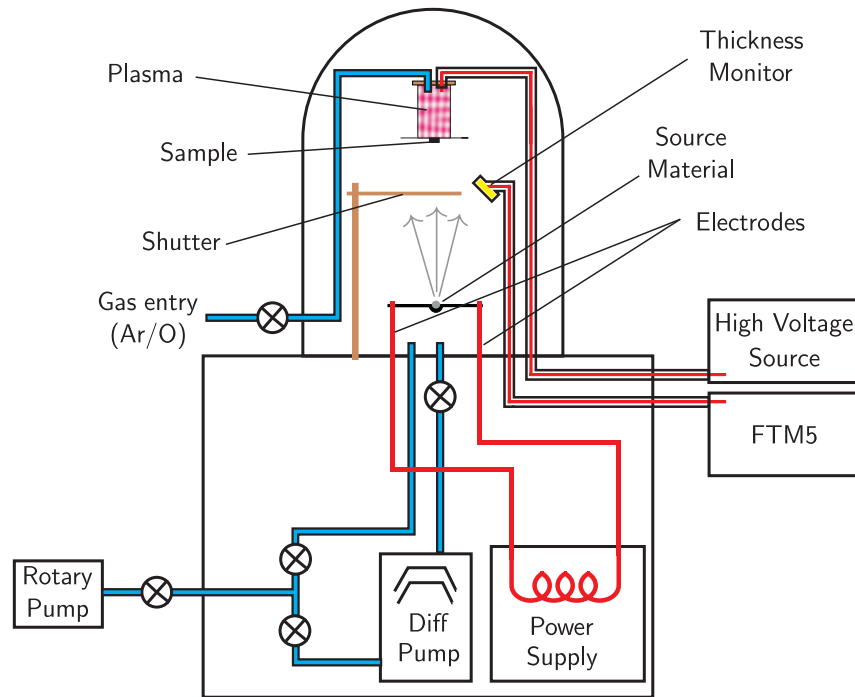 Thickness
Monitor
Plasma
Source
Material
Sample
Electrodes
Shutter
Gas entry
(Ar/O)
High Voltage
Source
FTM5
Rotary
Pump
Diff
Pump
Power
Supply